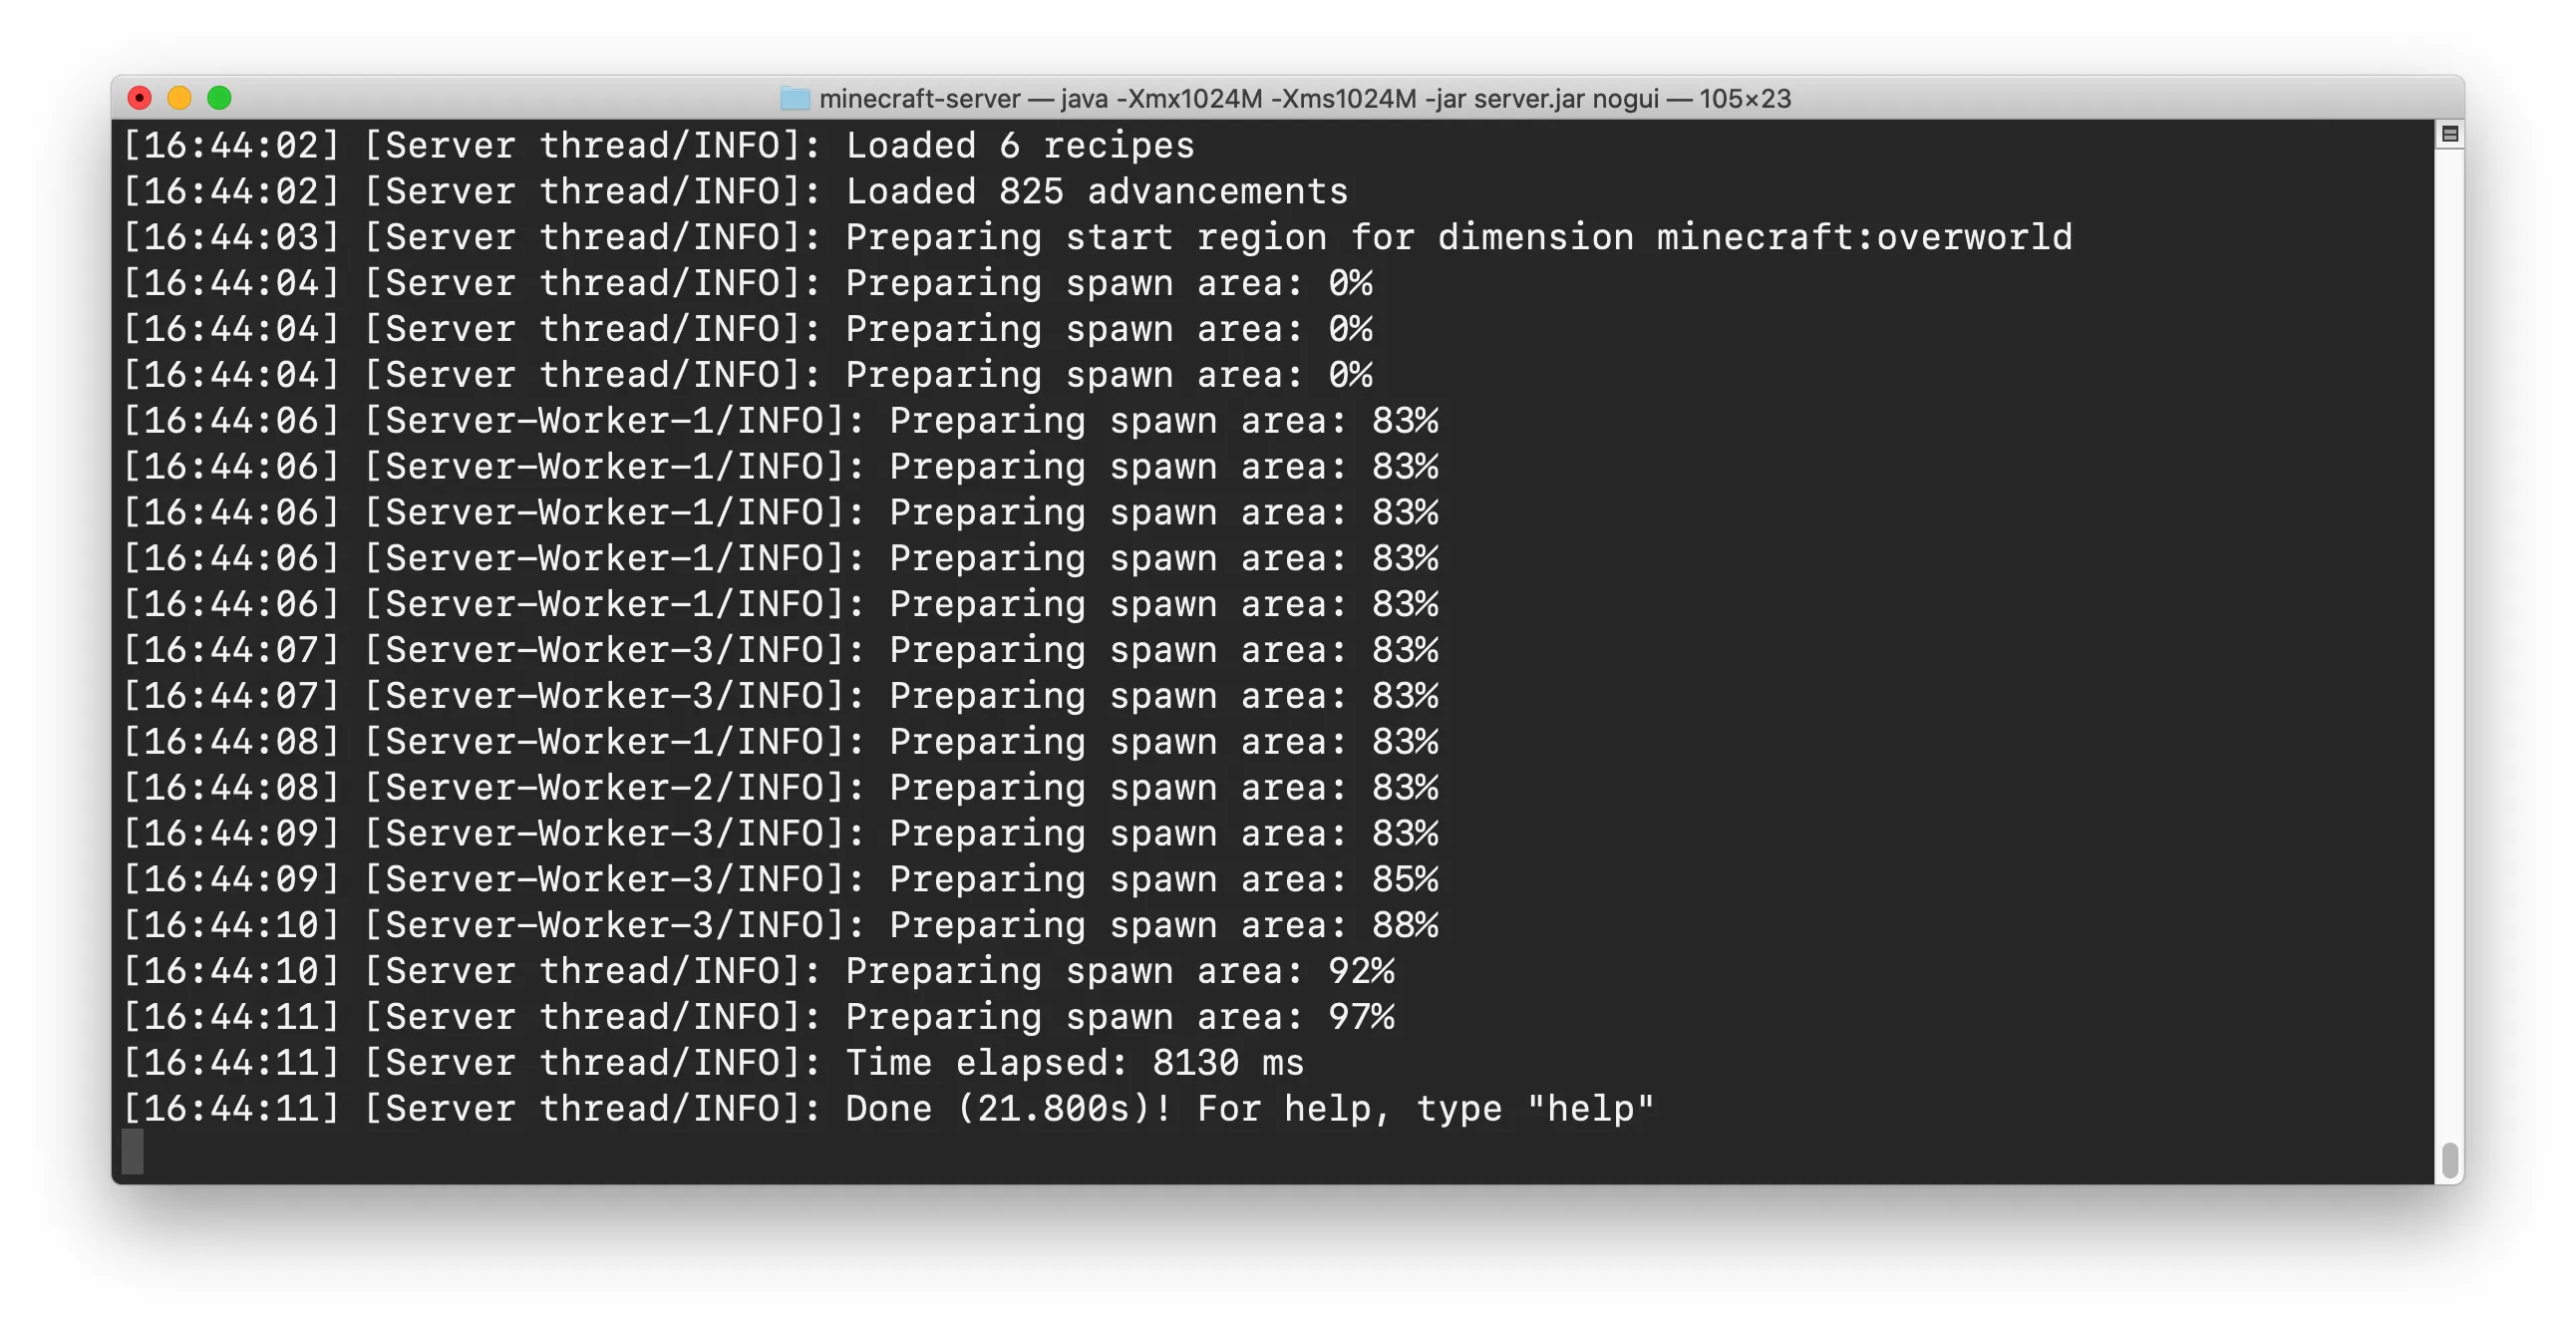 minecraft-server — java -Xmx1024M -Xms1024M -jar server.jar nogui — 105×23
[16:44:02] [Server thread/INFO]: Loaded 6 recipes
[16:44:02] [Server thread/INFO]: Loaded 825 advancements
[16:44:03] [Server thread/INFO]: Preparing start region for dimension minecraft:overworld
[16:44:04] [Server thread/INFO]: Preparing spawn area: 0%
[16:44:04] [Server thread/INFO]: Preparing spawn area: 0%
[16:44:04] [Server thread/INFO]: Preparing spawn area: 0%
[16:44:06] [Server-Worker-1/INFO]: Preparing spawn area: 83%
[16:44:06] [Server-Worker-1/INFO]: Preparing spawn area: 83%
[16:44:06] [Server-Worker-1/INFO]: Preparing spawn area: 83%
[16:44:06] [Server-Worker-1/INFO]: Preparing spawn area: 83%
[16:44:06] [Server-Worker-1/INFO]: Preparing spawn area: 83%
[16:44:07] [Server-Worker-3/INFO]: Preparing spawn area: 83%
[16:44:07] [Server-Worker-3/INFO]: Preparing spawn area: 83%
[16:44:08] [Server-Worker-1/INFO]: Preparing spawn area: 83%
[16:44:08] [Server-Worker-2/INFO]: Preparing spawn area: 83%
[16:44:09] [Server-Worker-3/INFO]: Preparing spawn area: 83%
[16:44:09] [Server-Worker-3/INFO]: Preparing spawn area: 85%
[16:44:10] [Server-Worker-3/INFO]: Preparing spawn area: 88%
[16:44:10] [Server thread/INFO]: Preparing spawn area: 92%
[16:44:11] [Server thread/INFO]: Preparing spawn area: 97%
[16:44:11] [Server thread/INFO]: Time elapsed: 8130 ms
[16:44:11] [Server thread/INFO]: Done (21.800s)! For help, type "help"